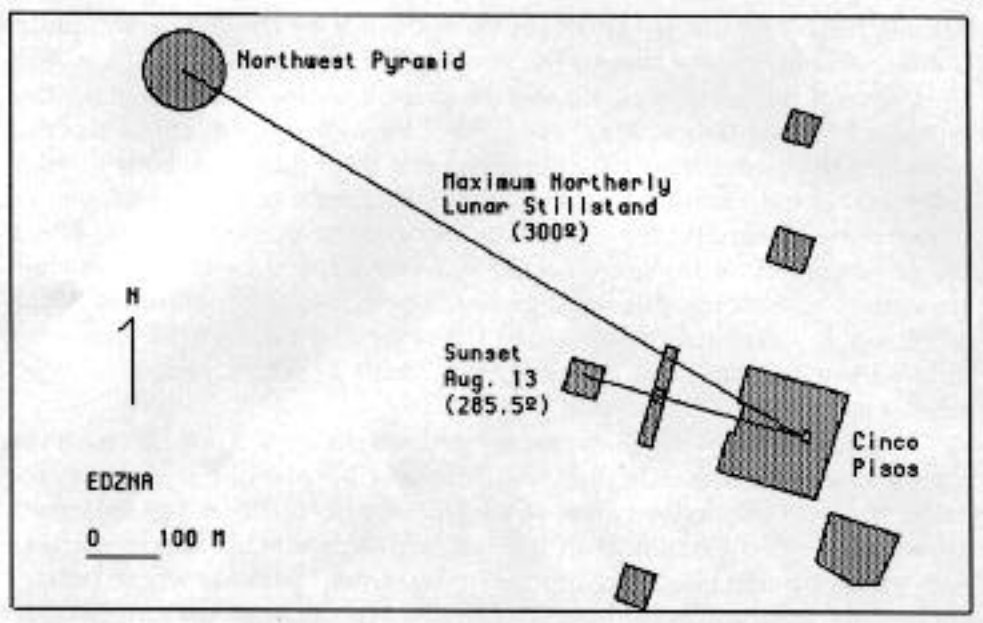 Northwest Pyramid
Maximum Northerly
Lunar Stillstand
(300º)
N
Sunset
Aug. 13
(285.5º)
Cinco
Pisos
EDZNA
0 100 M